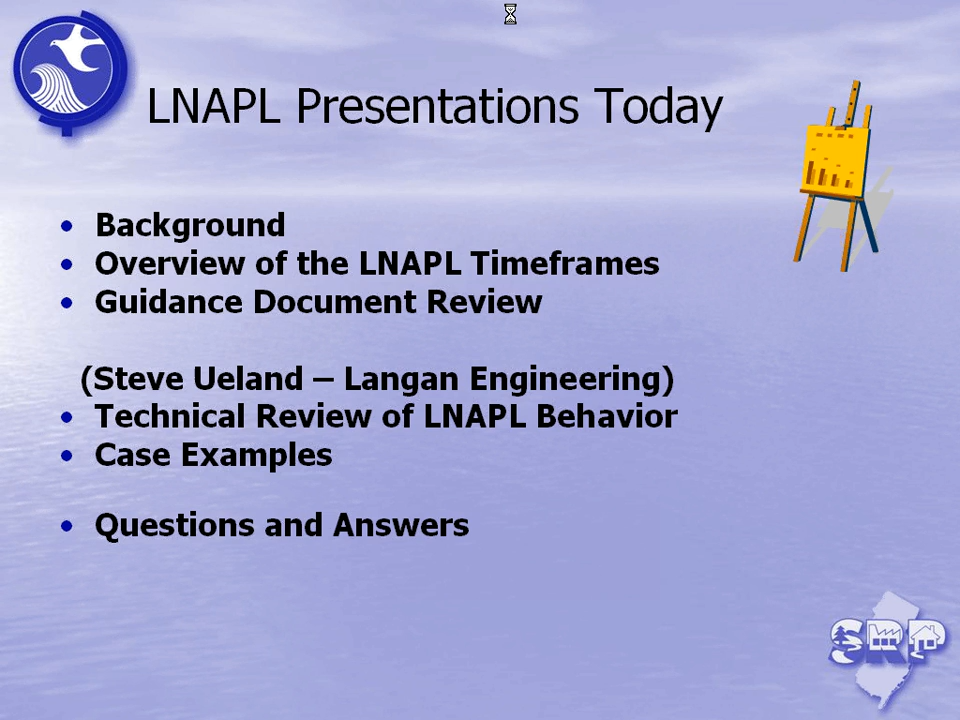 LNAPL Presentations Today
• Background
• Overview of the LNAPL Timeframes
• Guidance Document Review
(Steve Ueland – Langan Engineering)
• Technical Review of LNAPL Behavior
• Case Examples
• Questions and Answers
SRP